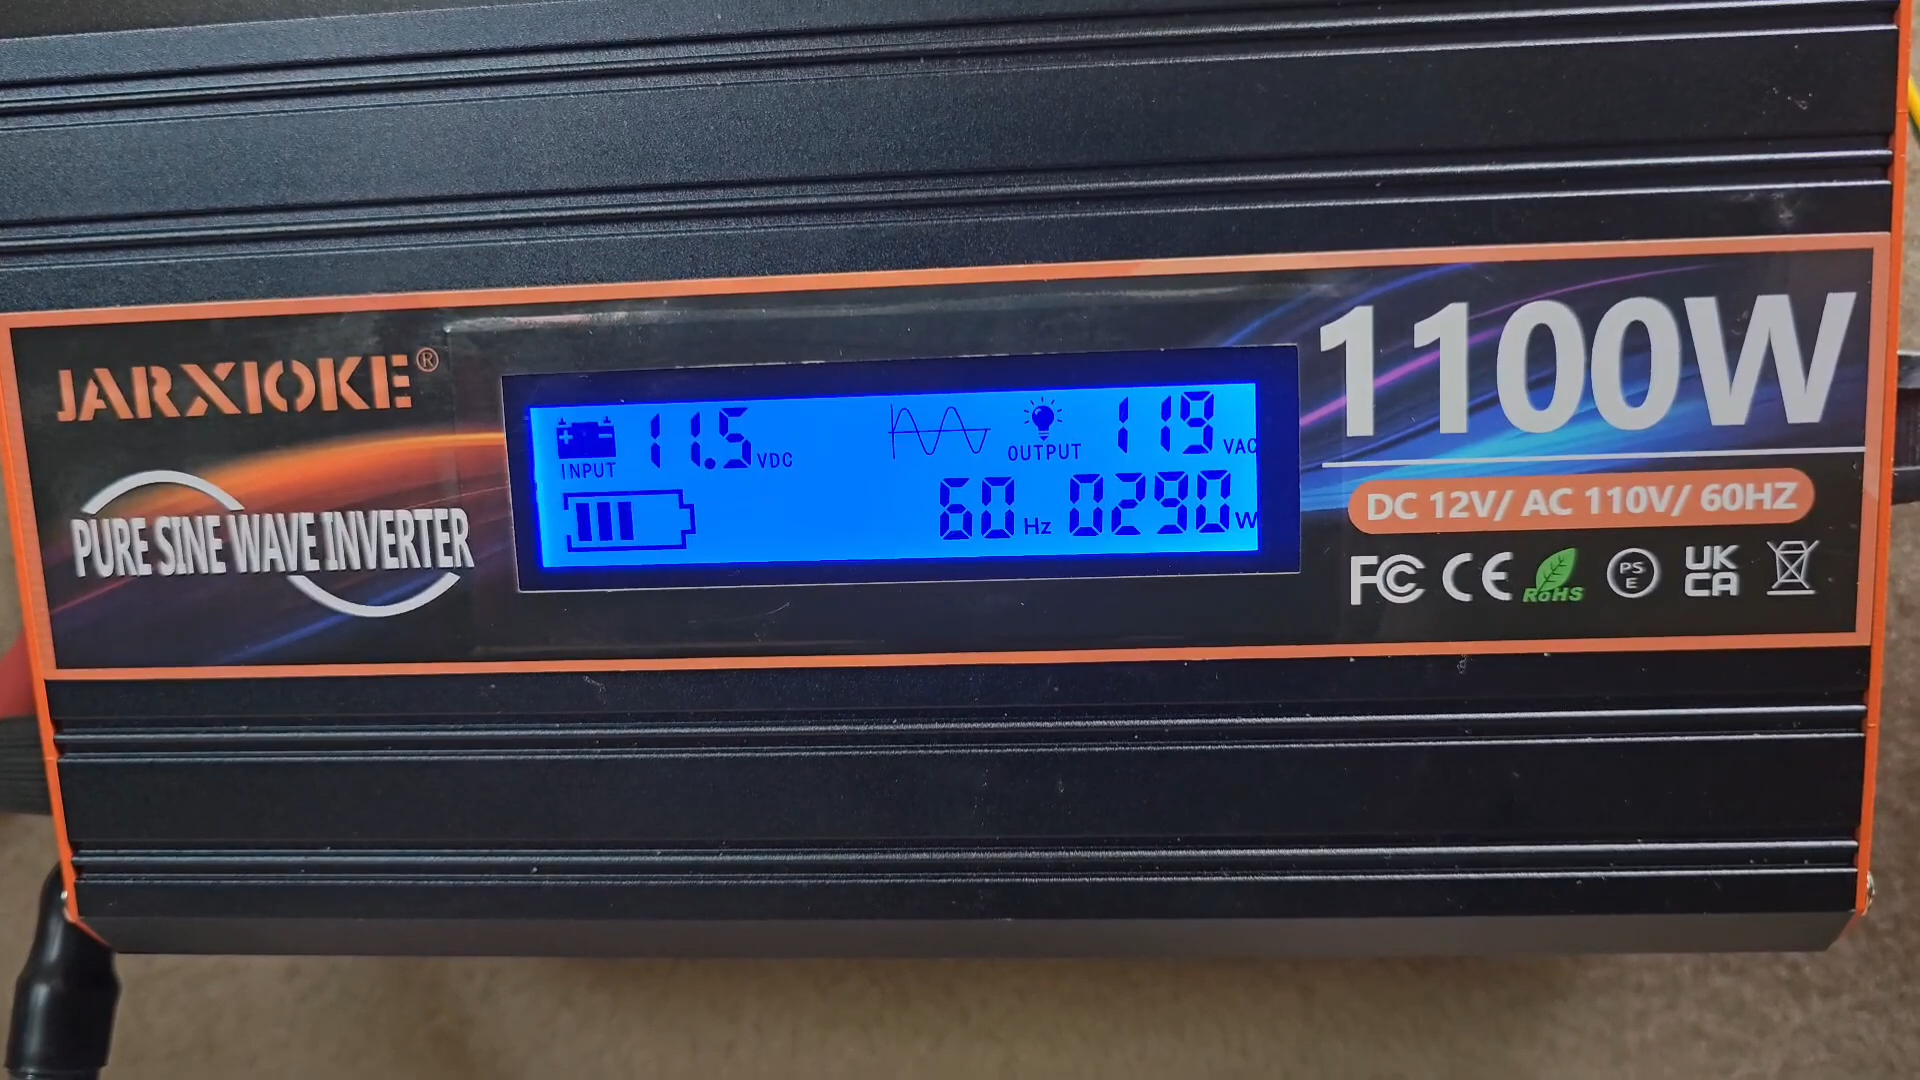 JARXIOKE®
PURE SINE WAVE INVERTER
INPUT 11.5 VDC
OUTPUT 119 VAC
60 Hz 0290 W
1100W
DC 12V/ AC 110V/ 60HZ
FC CE RoHS PS E UK CA